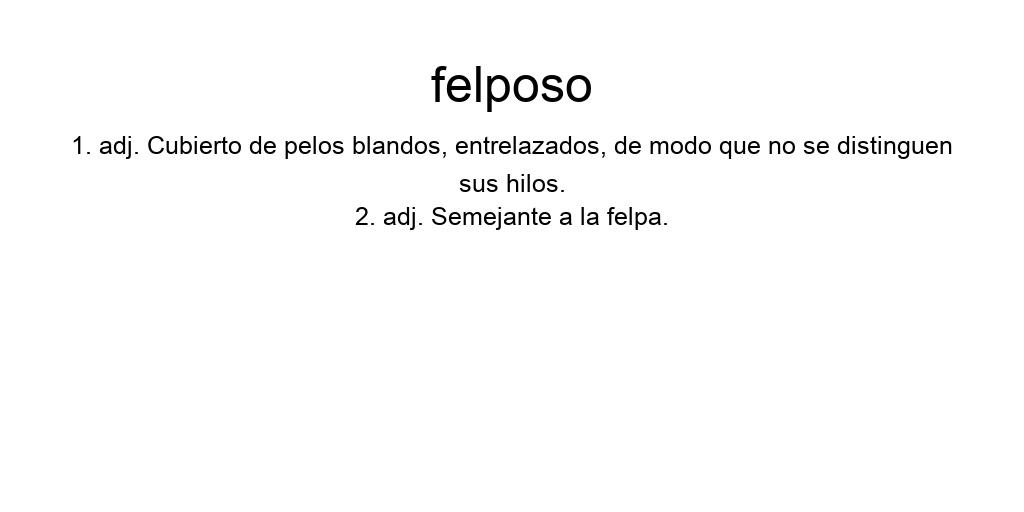 felposo
1. adj. Cubierto de pelos blandos, entrelazados, de modo que no se distinguen
sus hilos.
2. adj. Semejante a la felpa.